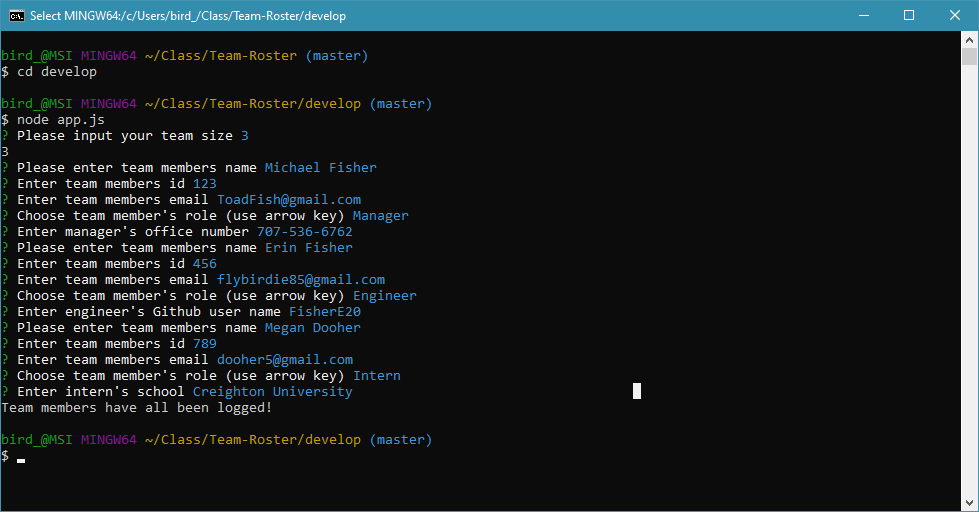 Select MINGW64:/c/Users/bird_/Class/Team-Roster/develop
bird_@MSI MINGW64 ~/Class/Team-Roster (master)
$ cd develop
bird_@MSI MINGW64 ~/Class/Team-Roster/develop (master)
$ node app.js
? Please input your team size 3
3
? Please enter team members name Michael Fisher
? Enter team members id 123
? Enter team members email ToadFish@gmail.com
? Choose team member's role (use arrow key) Manager
? Enter manager's office number 707-536-6762
? Please enter team members name Erin Fisher
? Enter team members id 456
? Enter team members email flybirdie85@gmail.com
? Choose team member's role (use arrow key) Engineer
? Enter engineer's Github user name FisherE20
? Please enter team members name Megan Dooher
? Enter team members id 789
? Enter team members email dooher5@gmail.com
? Choose team member's role (use arrow key) Intern
? Enter intern's school Creighton University
Team members have all been logged!
bird_@MSI MINGW64 ~/Class/Team-Roster/develop (master)
$